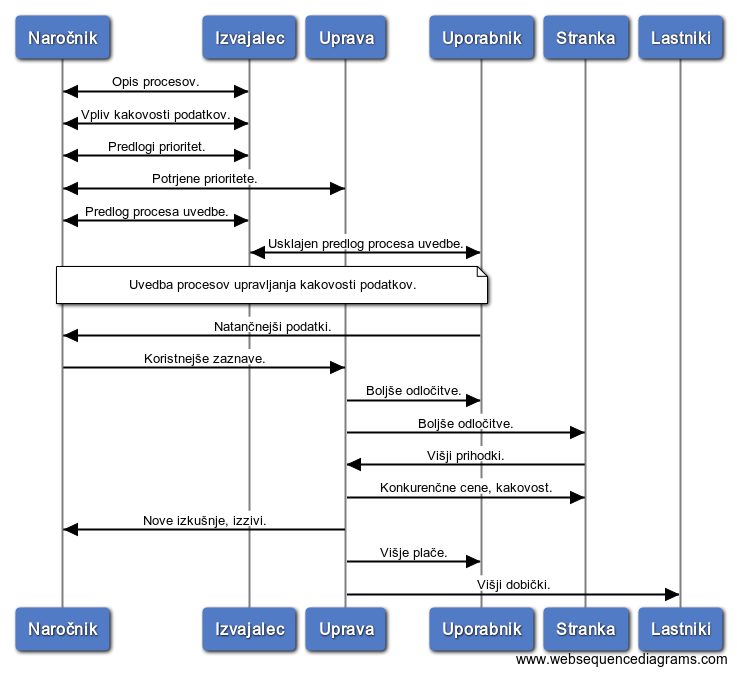 Naročnik Izvajalec Uprava Uporabnik Stranka Lastniki
Opis procesov.
Vpliv kakovosti podatkov.
Predlogi prioritet.
Potrjene prioritete.
Predlog procesa uvedbe.
Usklajen predlog procesa uvedbe.
Uvedba procesov upravljanja kakovosti podatkov.
Natančnejši podatki.
Koristnejše zaznave.
Boljše odločitve.
Boljše odločitve.
Višji prihodki.
Konkurenčne cene, kakovost.
Nove izkušnje, izzivi.
Višje plače.
Višji dobički.
Naročnik Izvajalec Uprava Uporabnik Stranka Lastniki
www.websequencediagrams.com